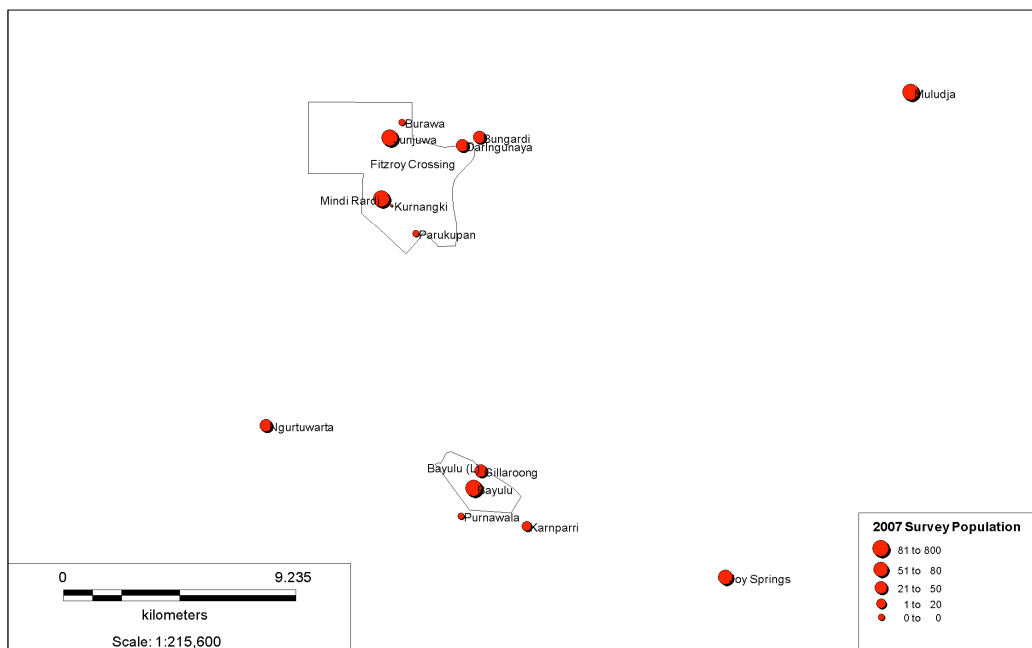 Muludja
Burawa
Junjuwa
Bungardi
Darlngunaya
Fitzroy Crossing
Mindi Rardi
Kurnangki
Parukupan
Ngurtuwarta
Bayulu (L)
Gillaroong
Bayulu
Purnawala
Karnparri
Joy Springs
2007 Survey Population
81 to 800
51 to 80
21 to 50
1 to 20
0 to 0
0 9.235
kilometers
Scale: 1:215,600